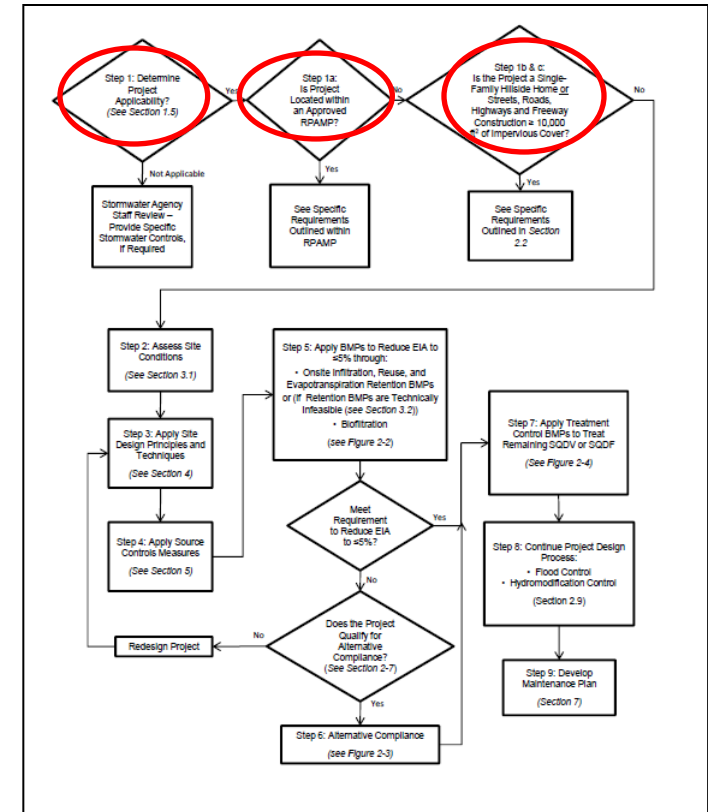 Step 1: Determine
Project
Applicability?
(See Section 1.5)
Yes
Step 1a:
Is Project
Located within
an Approved
RPAMP?
No
Step 1b & c:
Is the Project a Single-
Family Hillside Home or
Streets, Roads,
Highways and Freeway
Construction ≥ 10,000
ft² of Impervious Cover?
No
Not Applicable
Yes
Yes
Stormwater Agency
Staff Review –
Provide Specific
Stormwater Controls,
If Required
See Specific
Requirements
Outlined within
RPAMP
See Specific
Requirements
Outlined in Section
2.2
Step 2: Assess Site
Conditions
(See Section 3.1)
Step 3: Apply Site
Design Principles and
Techniques
(See Section 4)
Step 4: Apply Source
Controls Measures
(See Section 5)
Step 5: Apply BMPs to Reduce EIA to
≤5% through:
• Onsite Infiltration, Reuse, and
Evapotranspiration Retention BMPs
or (If Retention BMPs are Technically
Infeasible (see Section 3.2))
• Biofiltration
(see Figure 2-2)
Meet
Requirement
to Reduce EIA
to ≤5%?
Yes
No
Does the Project
Qualify for
Alternative
Compliance?
(See Section 2-7)
No
Redesign Project
Yes
Step 6: Alternative Compliance
(see Figure 2-3)
Step 7: Apply Treatment
Control BMPs to Treat
Remaining SQDV or SQDF
(See Figure 2-4)
Step 8: Continue Project Design
Process:
• Flood Control
• Hydromodification Control
(Section 2.9)
Step 9: Develop
Maintenance Plan
(Section 7)